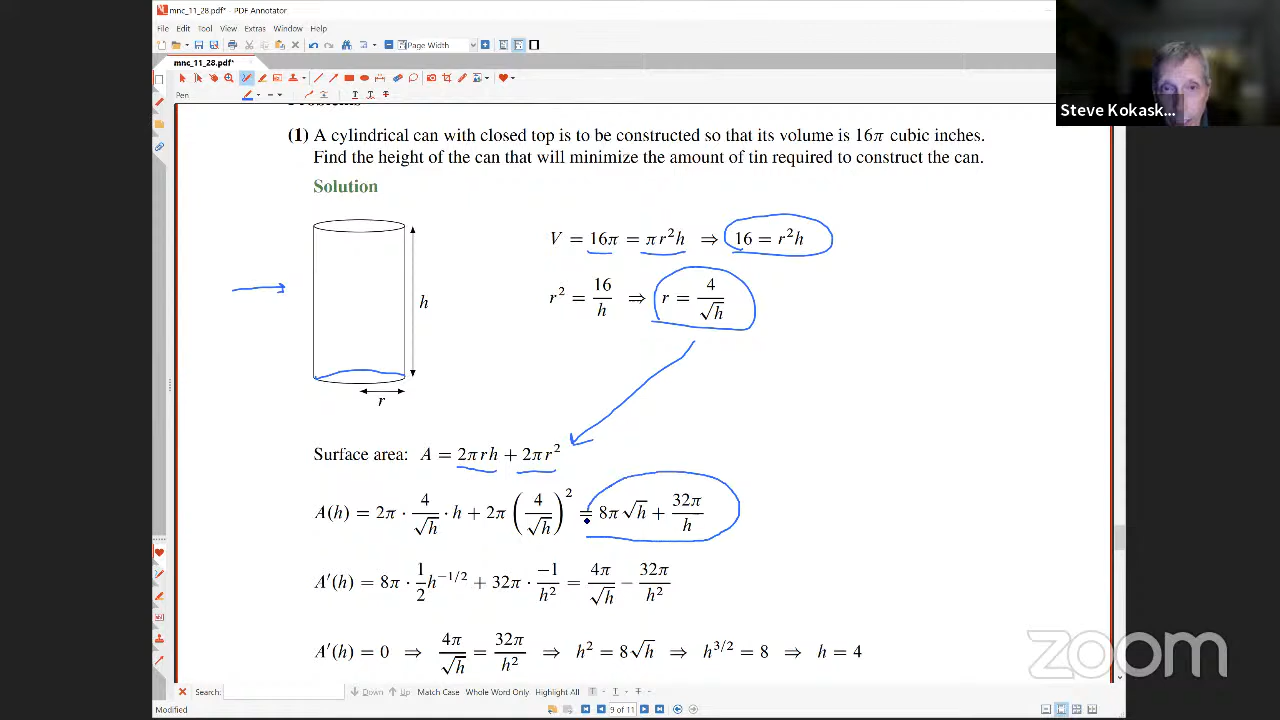 mnc_11_28.pdf* - PDF Annotator
File Edit Tool View Extras Window Help
Page Width
mnc_11_28.pdf*
Pen
Steve Kokask...
(1) A cylindrical can with closed top is to be constructed so that its volume is 16π cubic inches.
Find the height of the can that will minimize the amount of tin required to construct the can.
Solution
V = 16π = πr²h ⇒ 16 = r²h
r² = 16/h ⇒ r = 4/√h
h
r
Surface area: A = 2πrh + 2πr²
A(h) = 2π · 4/√h · h + 2π (4/√h)² = 8π√h + 32π/h
A′(h) = 8π · 1/2 h^(-1/2) + 32π · -1/h² = 4π/√h − 32π/h²
A′(h) = 0 ⇒ 4π/√h = 32π/h² ⇒ h² = 8√h ⇒ h^(3/2) = 8 ⇒ h = 4
zoom
Search: Down Up Match Case Whole Word Only Highlight All
Modified 9 of 11